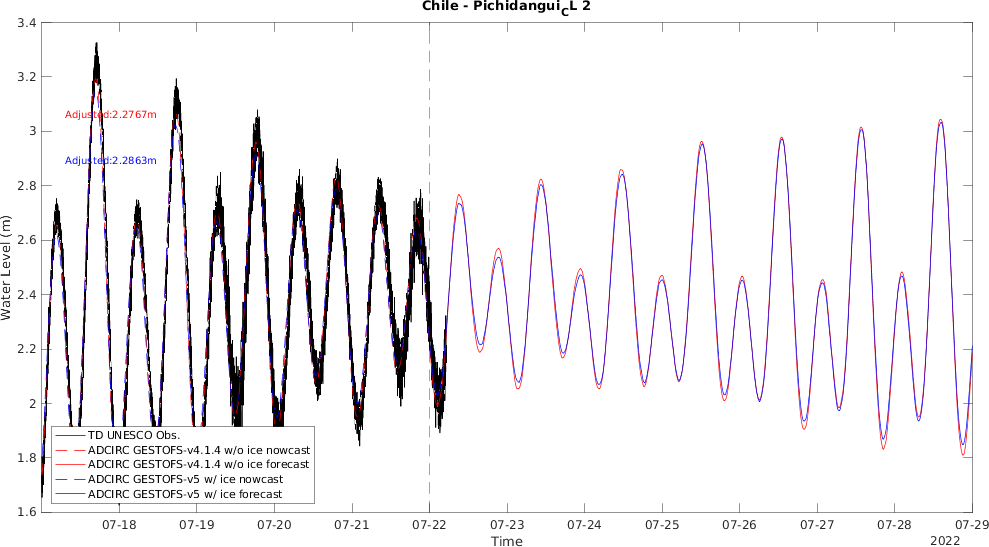 Chile - PichidanguiCL 2
3.4
3.2
3
2.8
2.6
2.4
2.2
2
1.8
1.6
Water Level (m)
Adjusted:2.2767m
Adjusted:2.2863m
TD UNESCO Obs.
ADCIRC GESTOFS-v4.1.4 w/o ice nowcast
ADCIRC GESTOFS-v4.1.4 w/o ice forecast
ADCIRC GESTOFS-v5 w/ ice nowcast
ADCIRC GESTOFS-v5 w/ ice forecast
07-18 07-19 07-20 07-21 07-22 07-23 07-24 07-25 07-26 07-27 07-28 07-29
Time
2022